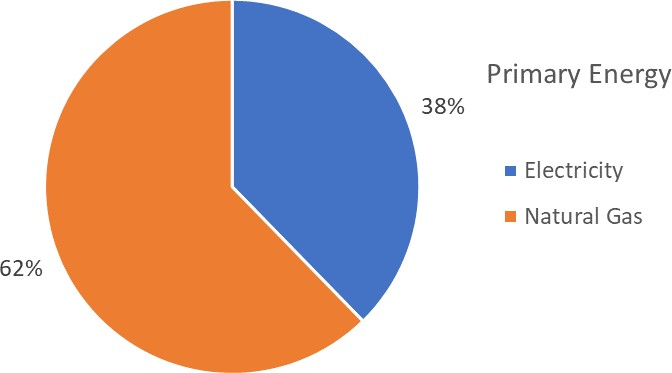 Primary Energy
38%
Electricity
Natural Gas
62%